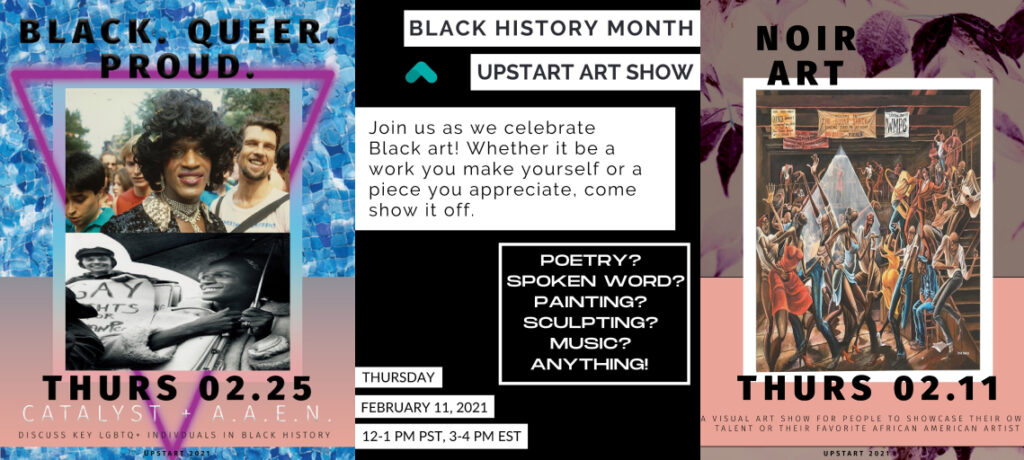 BLACK. QUEER.
PROUD.
GAY
THURS 02.25
CATALYST + A.A.E.N.
DISCUSS KEY LGBTQ+ INDIVDUALS IN BLACK HISTORY
UPSTART 2021
BLACK HISTORY MONTH
UPSTART ART SHOW
Join us as we celebrate
Black art! Whether it be a
work you make yourself or a
piece you appreciate, come
show it off.
POETRY?
SPOKEN WORD?
PAINTING?
SCULPTING?
MUSIC?
ANYTHING!
THURSDAY
FEBRUARY 11, 2021
12-1 PM PST, 3-4 PM EST
NOIR
ART
WMPG
THURS 02.11
A VISUAL ART SHOW FOR PEOPLE TO SHOWCASE THEIR OW
TALENT OR THEIR FAVORITE AFRICAN AMERICAN ARTIST
UPSTART 2021